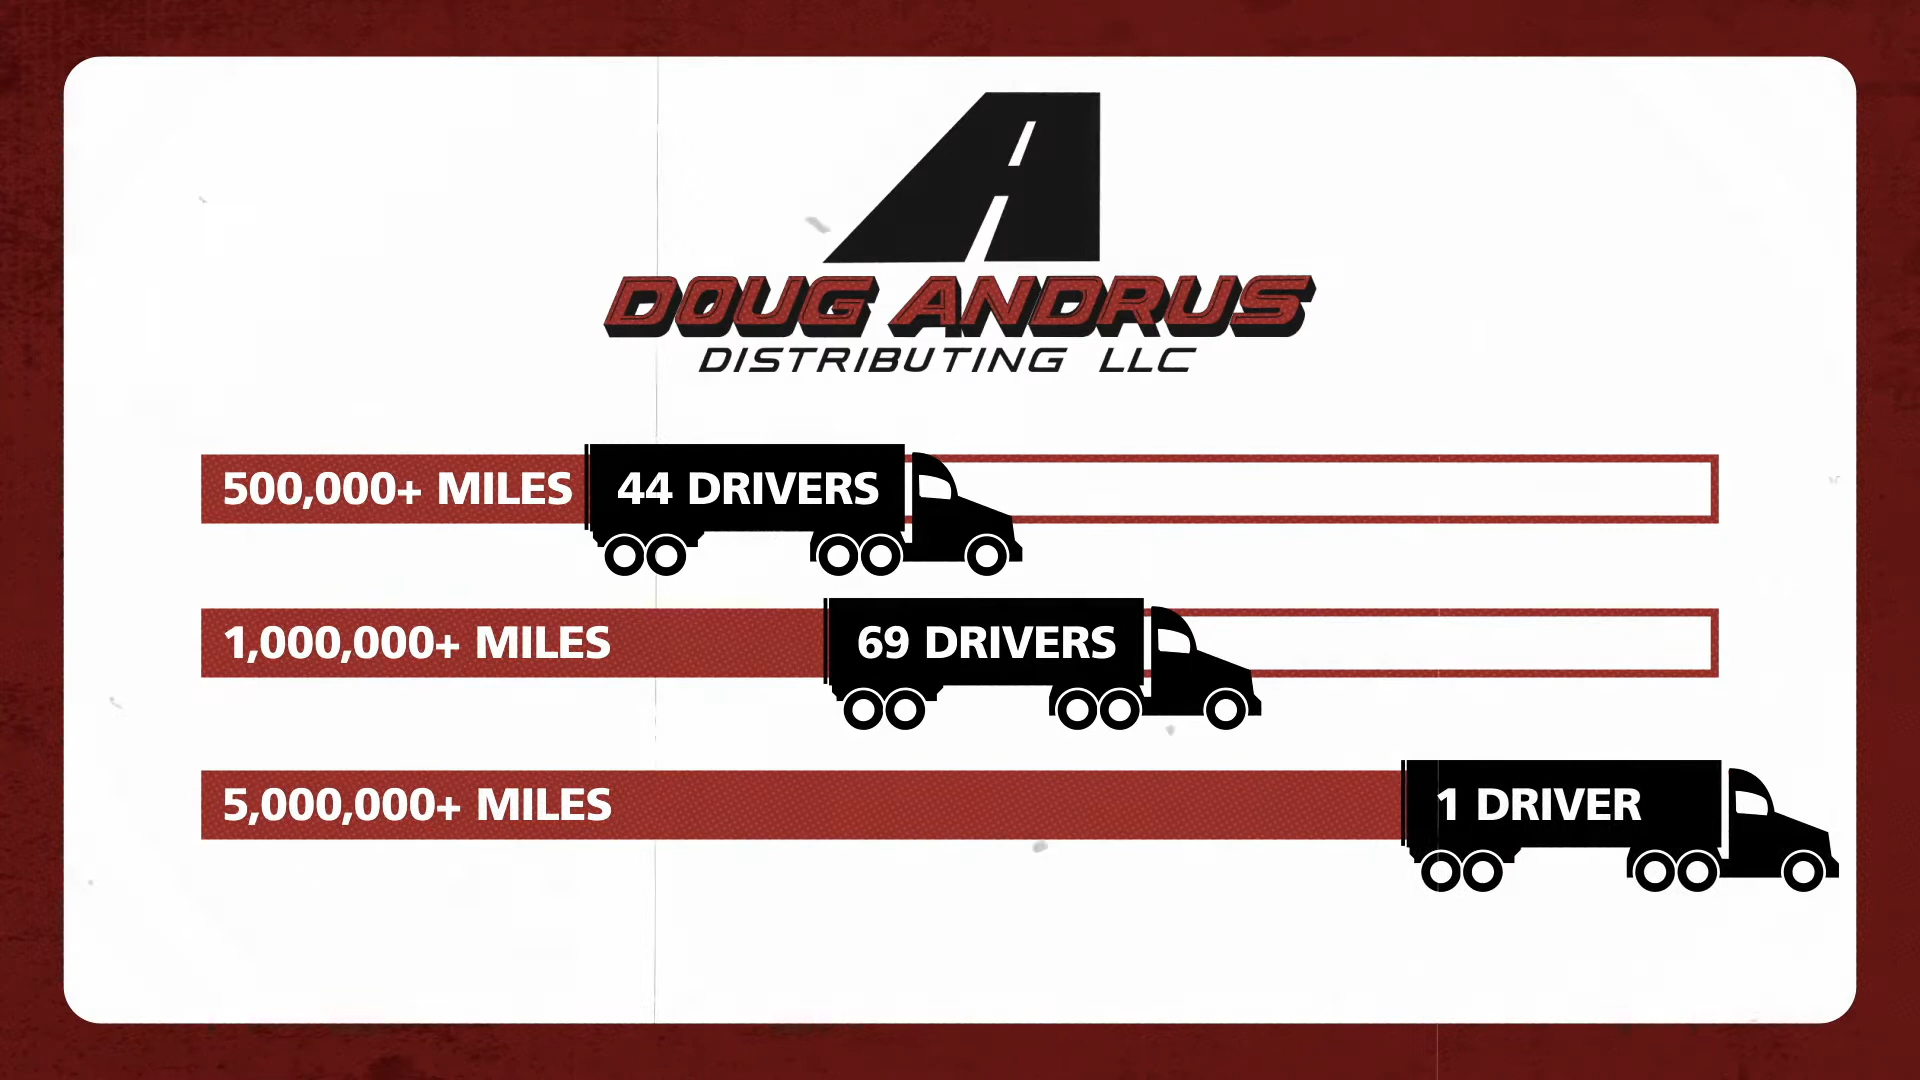 DOUG ANDRUS
DISTRIBUTING LLC
500,000+ MILES 44 DRIVERS
1,000,000+ MILES 69 DRIVERS
5,000,000+ MILES 1 DRIVER